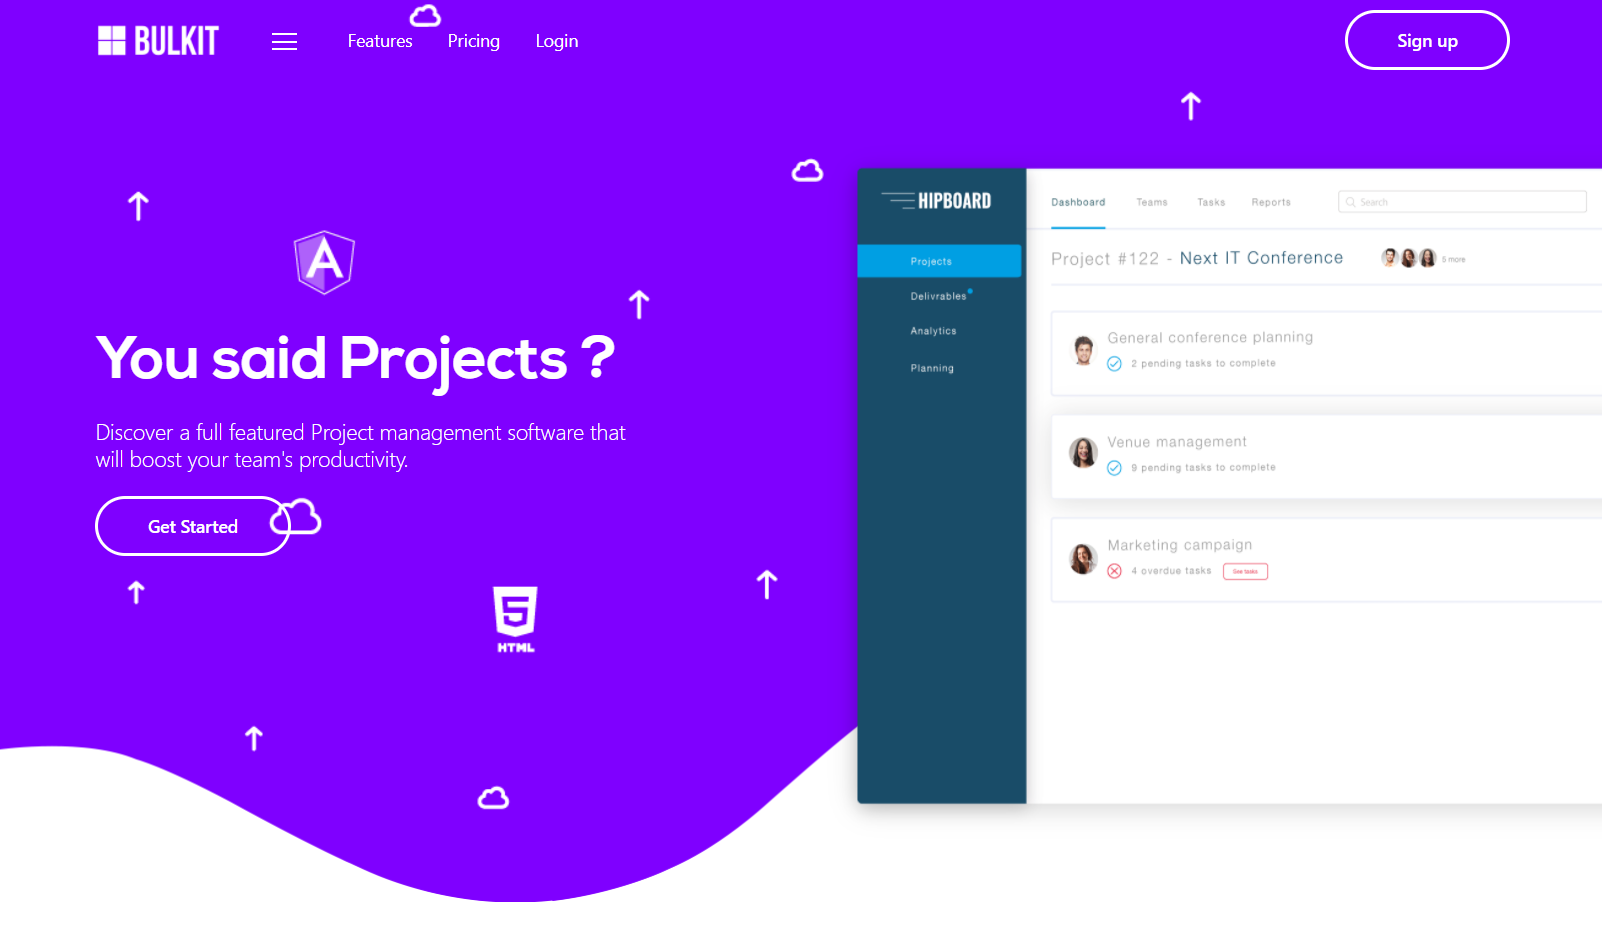 BULKIT
Features
Pricing
Login
Sign up
You said Projects ?
Discover a full featured Project management software that
will boost your team's productivity.
Get Started
HTML
HIPBOARD
Projects
Delivrables
Analytics
Planning
Dashboard
Teams
Tasks
Reports
Search
Project #122 - Next IT Conference
5 more
General conference planning
2 pending tasks to complete
Venue management
9 pending tasks to complete
Marketing campaign
4 overdue tasks
See tasks